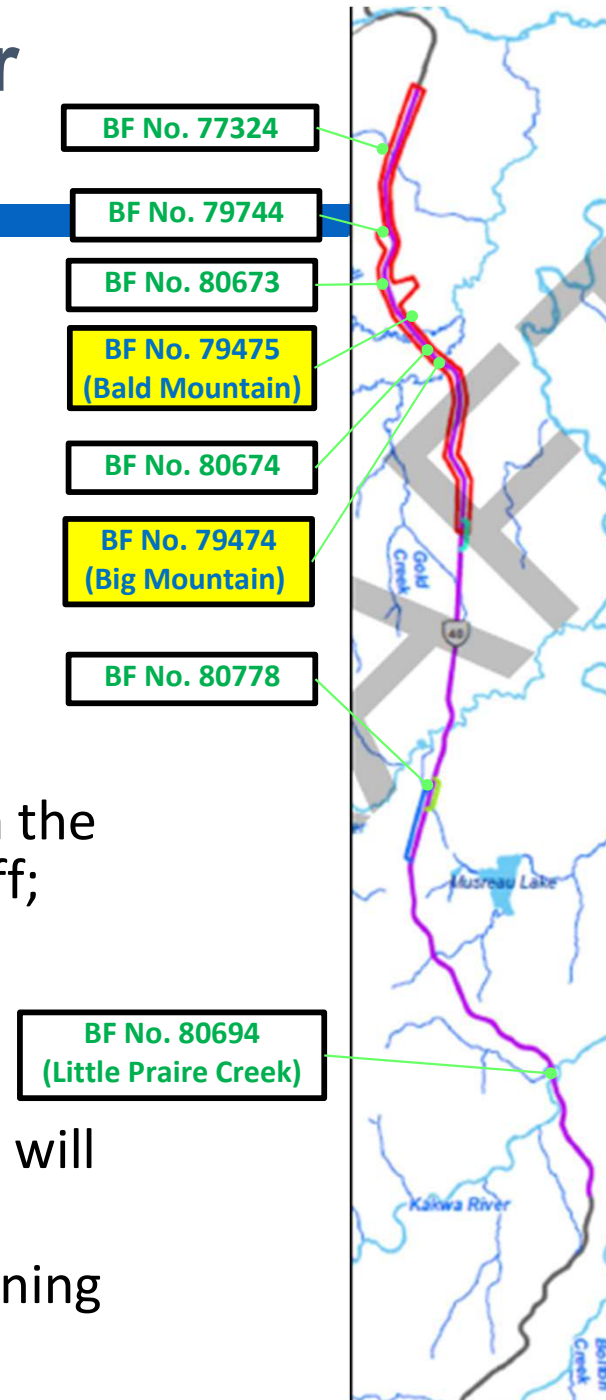 r
BF No. 77324
BF No. 79744
BF No. 80673
BF No. 79475
(Bald Mountain)
BF No. 80674
BF No. 79474
(Big Mountain)
Gold
Creek
40
BF No. 80778
n the
ff;
Musreau Lake
BF No. 80694
(Little Praire Creek)
will
Kakwa River
ning
Creek